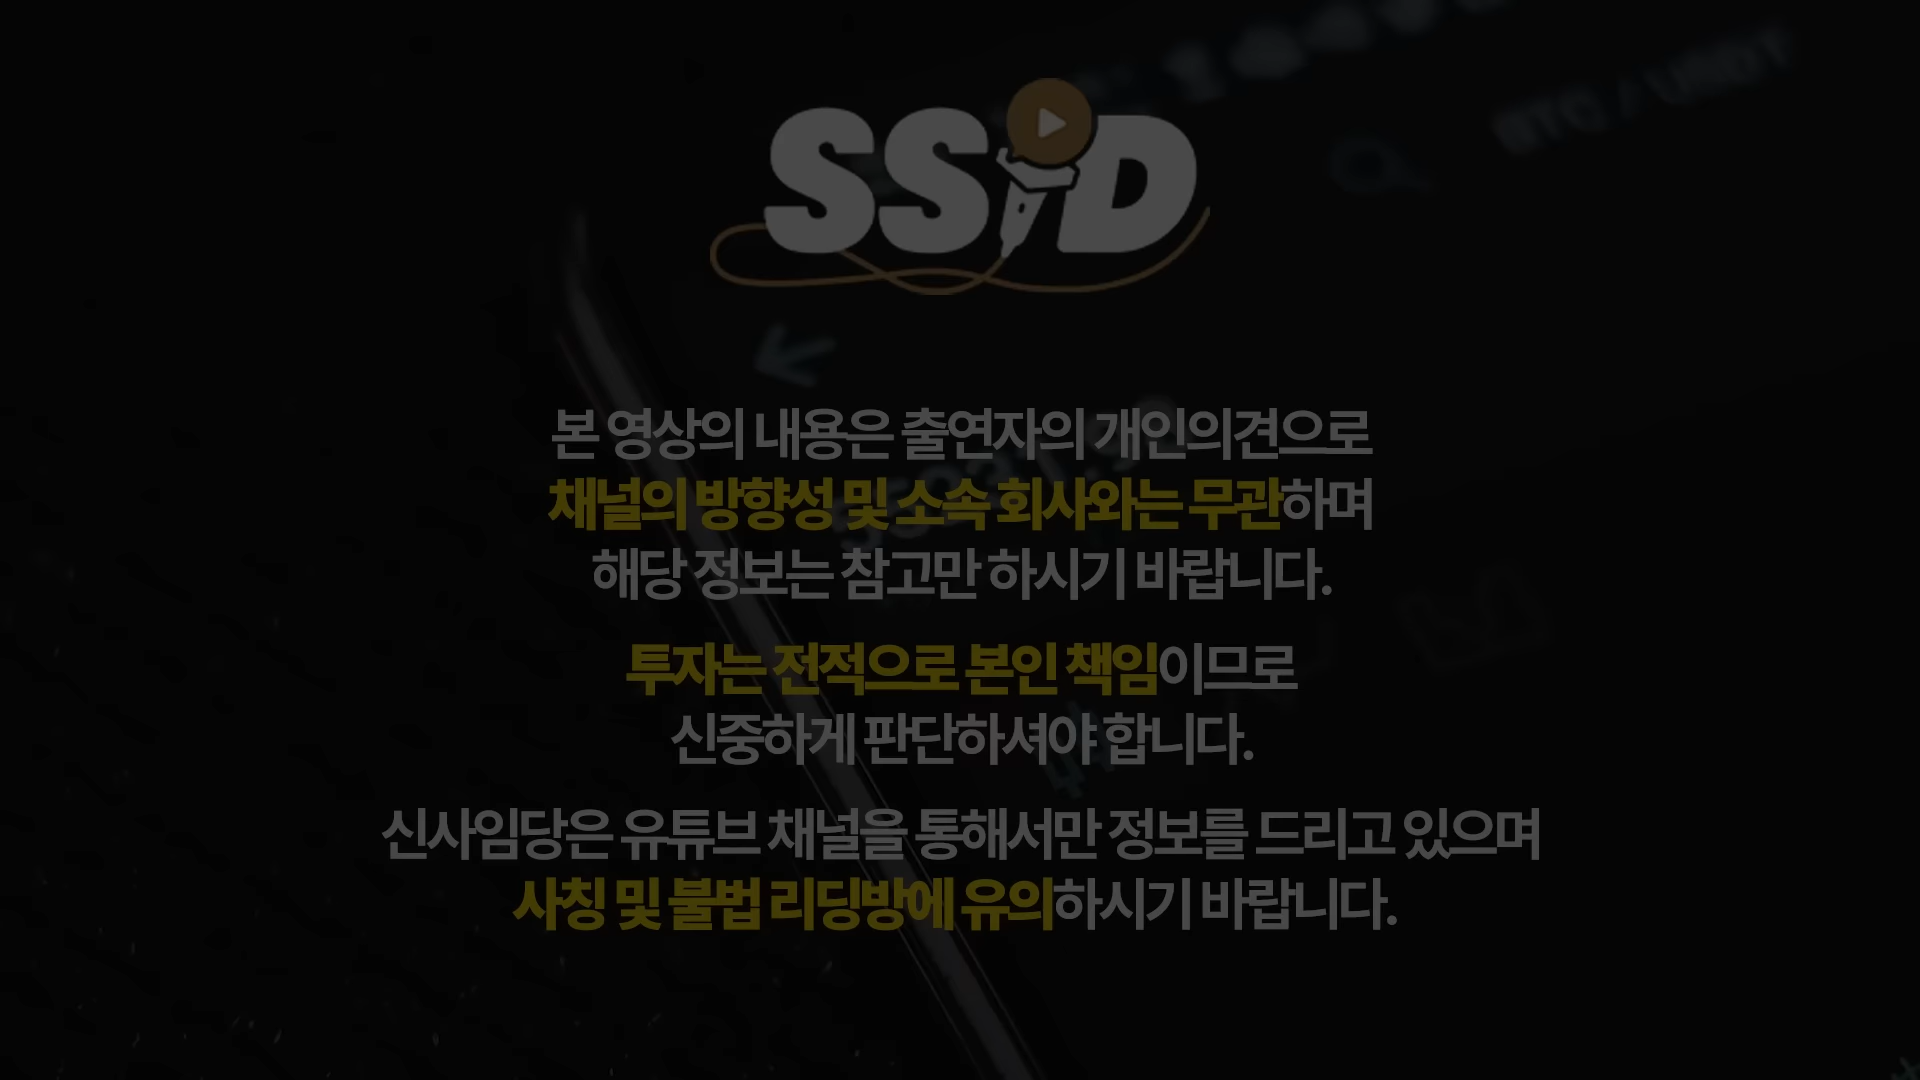 SSiD
본 영상의 내용은 출연자의 개인의견으로
채널의 방향성 및 소속 회사와는 무관하며
해당 정보는 참고만 하시기 바랍니다.
투자는 전적으로 본인 책임이므로
신중하게 판단하셔야 합니다.
신사임당은 유튜브 채널을 통해서만 정보를 드리고 있으며
사칭 및 불법 리딩방에 유의하시기 바랍니다.